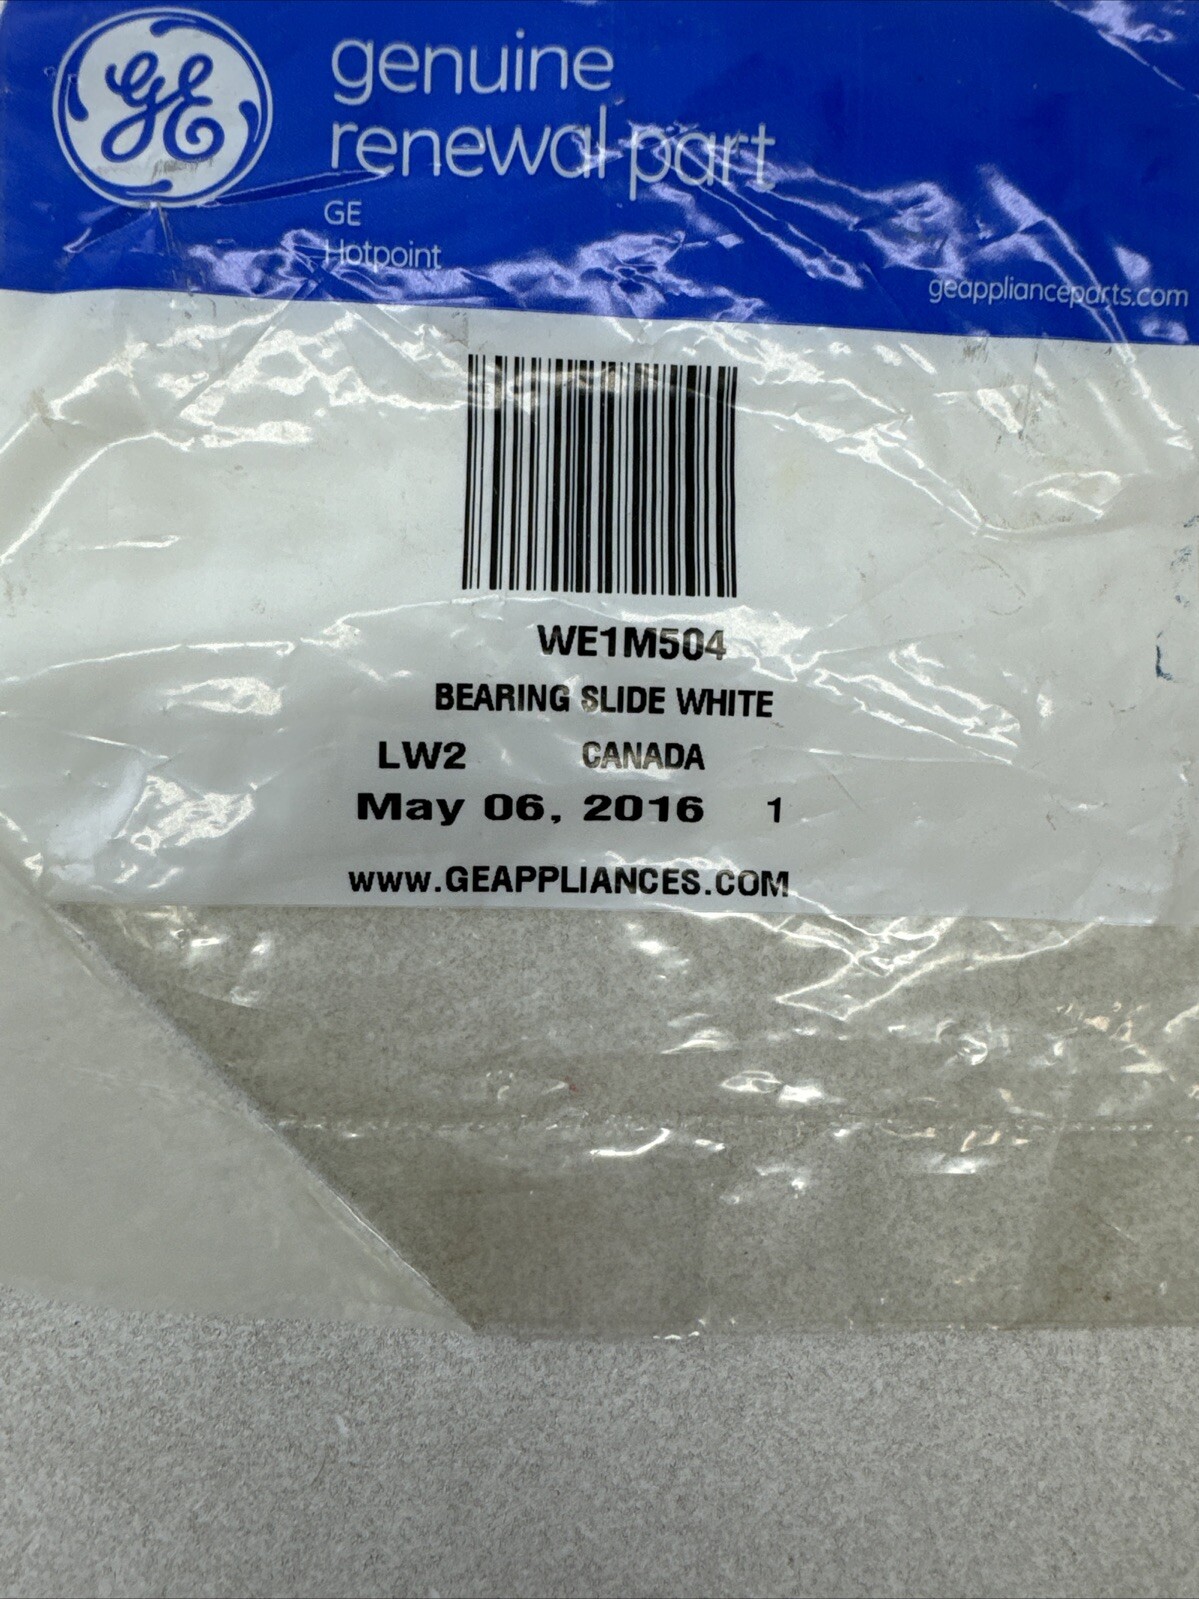 GE
genuine
renewal part
GE
Hotpoint
geapplianceparts.com
WE1M504
BEARING SLIDE WHITE
LW2 CANADA
May 06, 2016 1
WWW.GEAPPLIANCES.COM